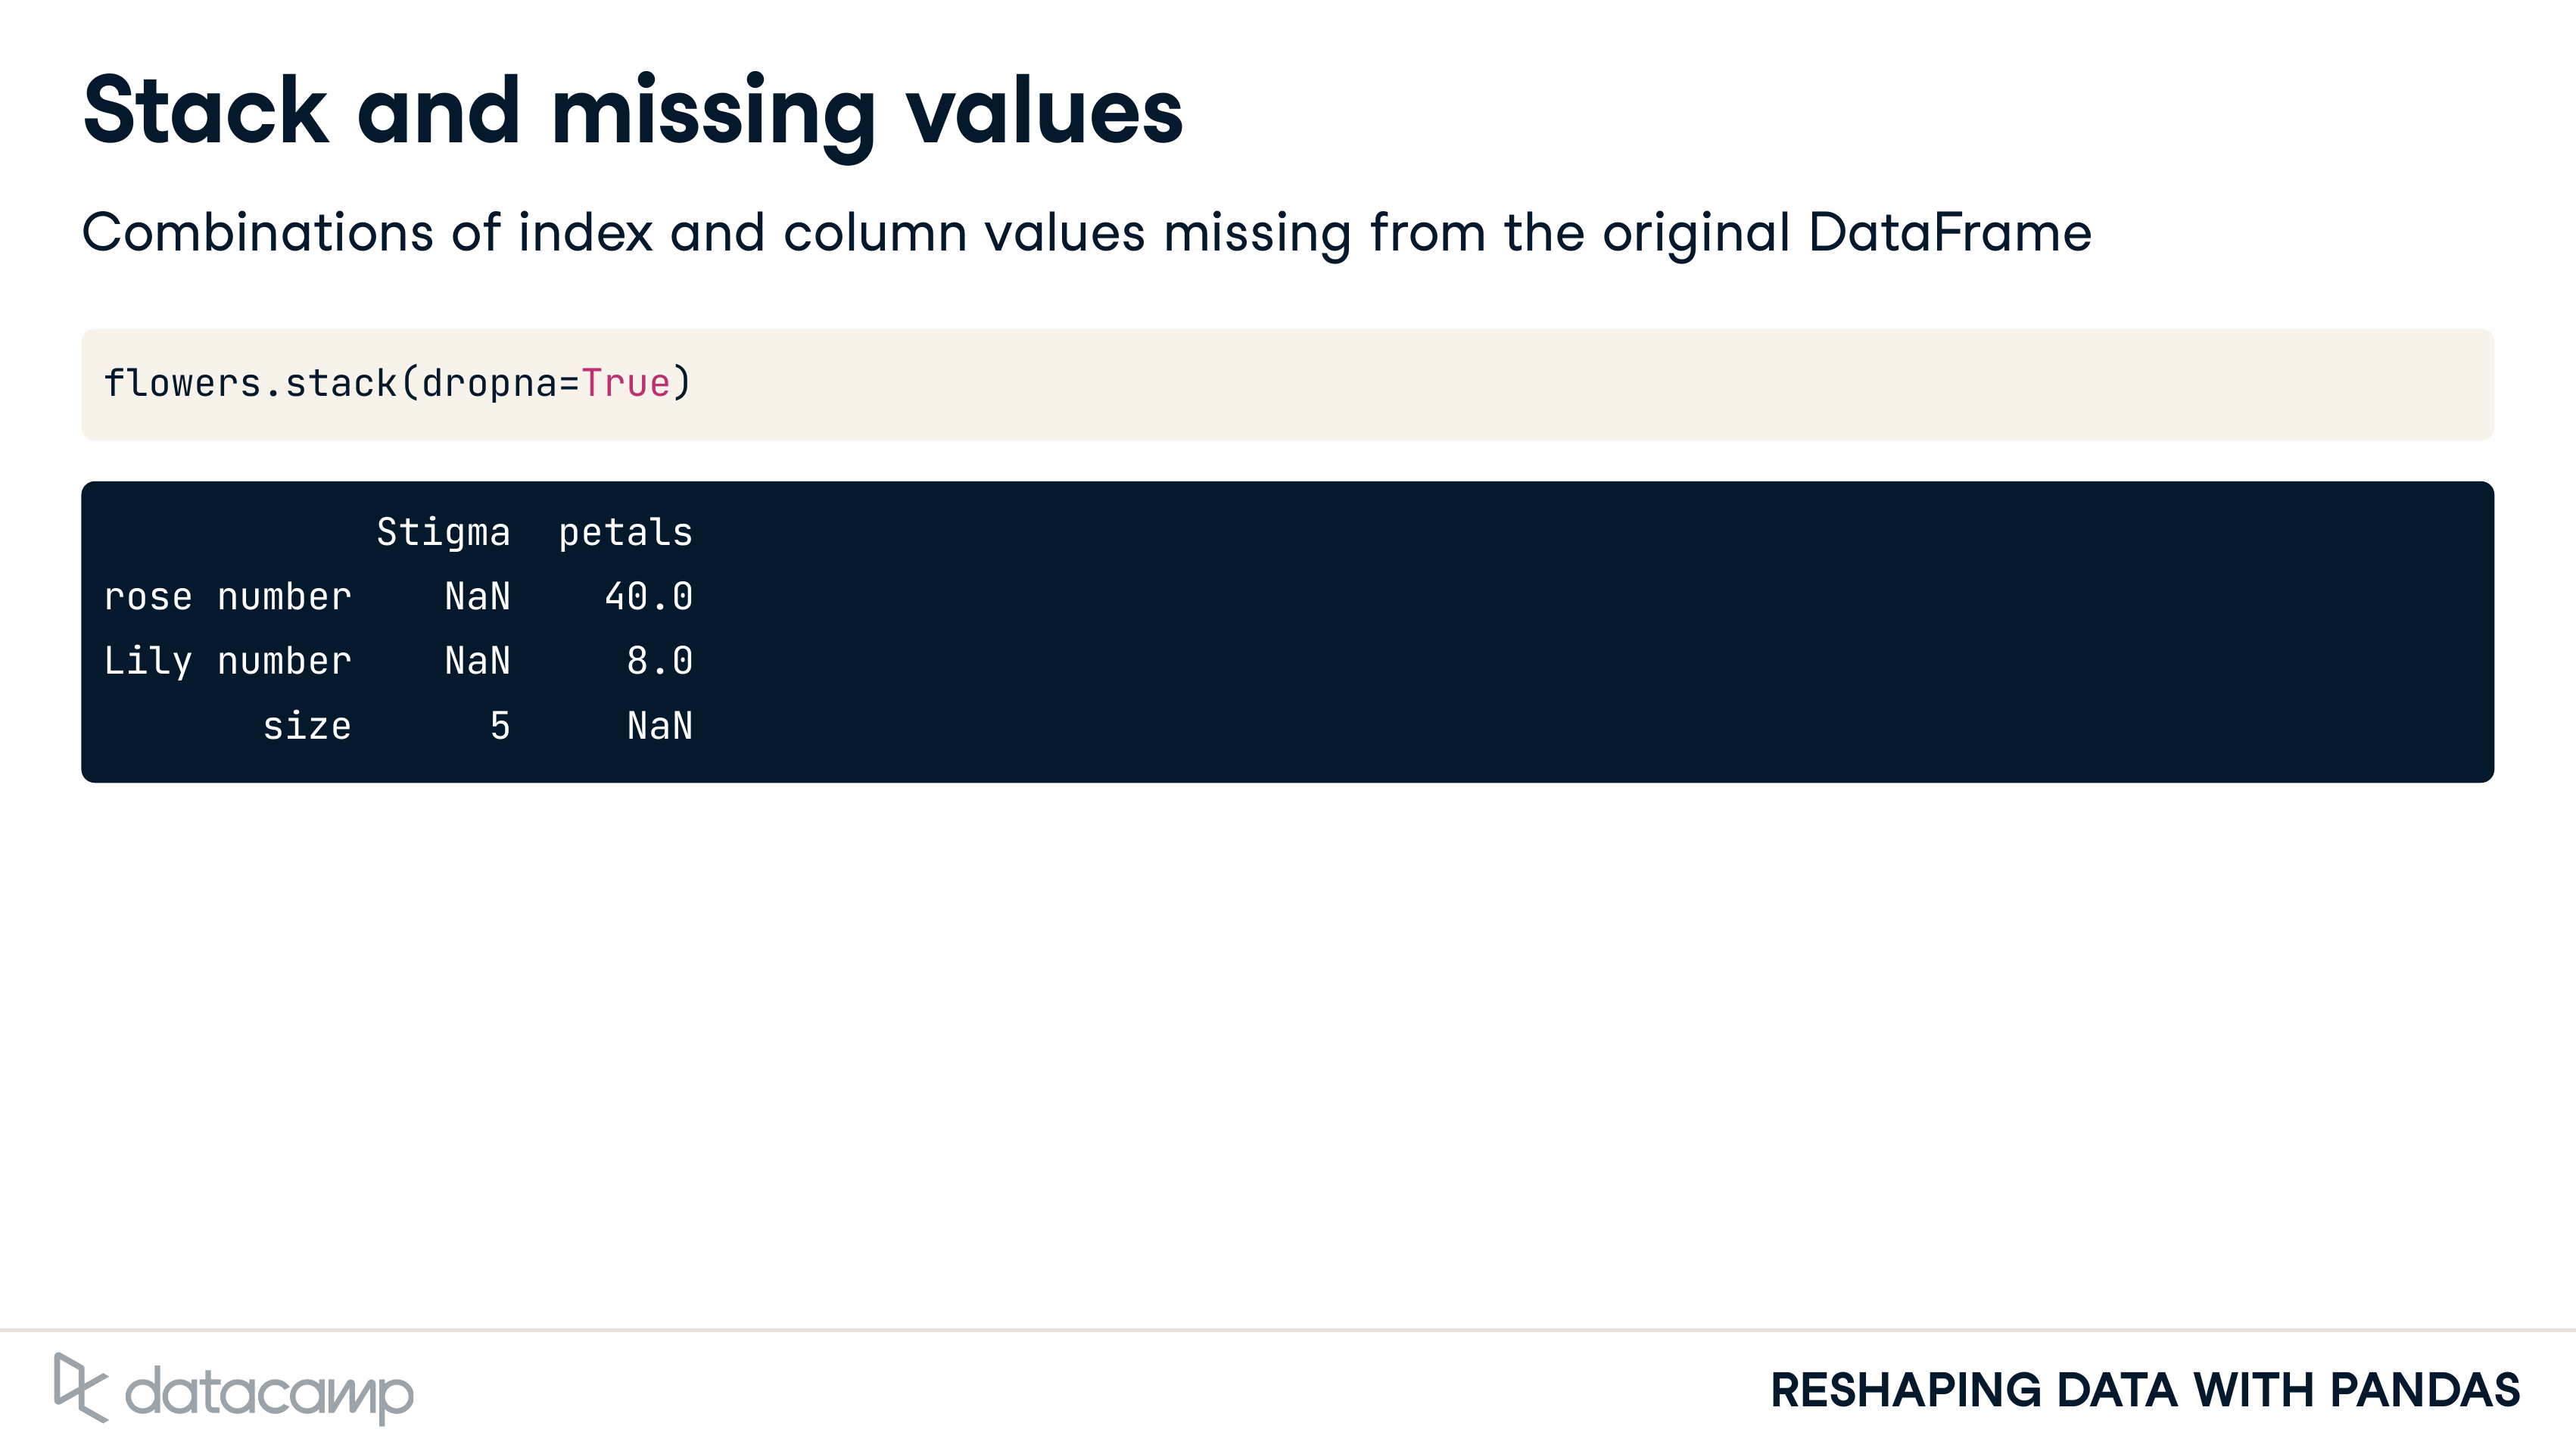 Stack and missing values
Combinations of index and column values missing from the original DataFrame
flowers.stack(dropna=True)
Stigma petals
rose number NaN 40.0
Lily number NaN 8.0
size 5 NaN
datacamp
RESHAPING DATA WITH PANDAS